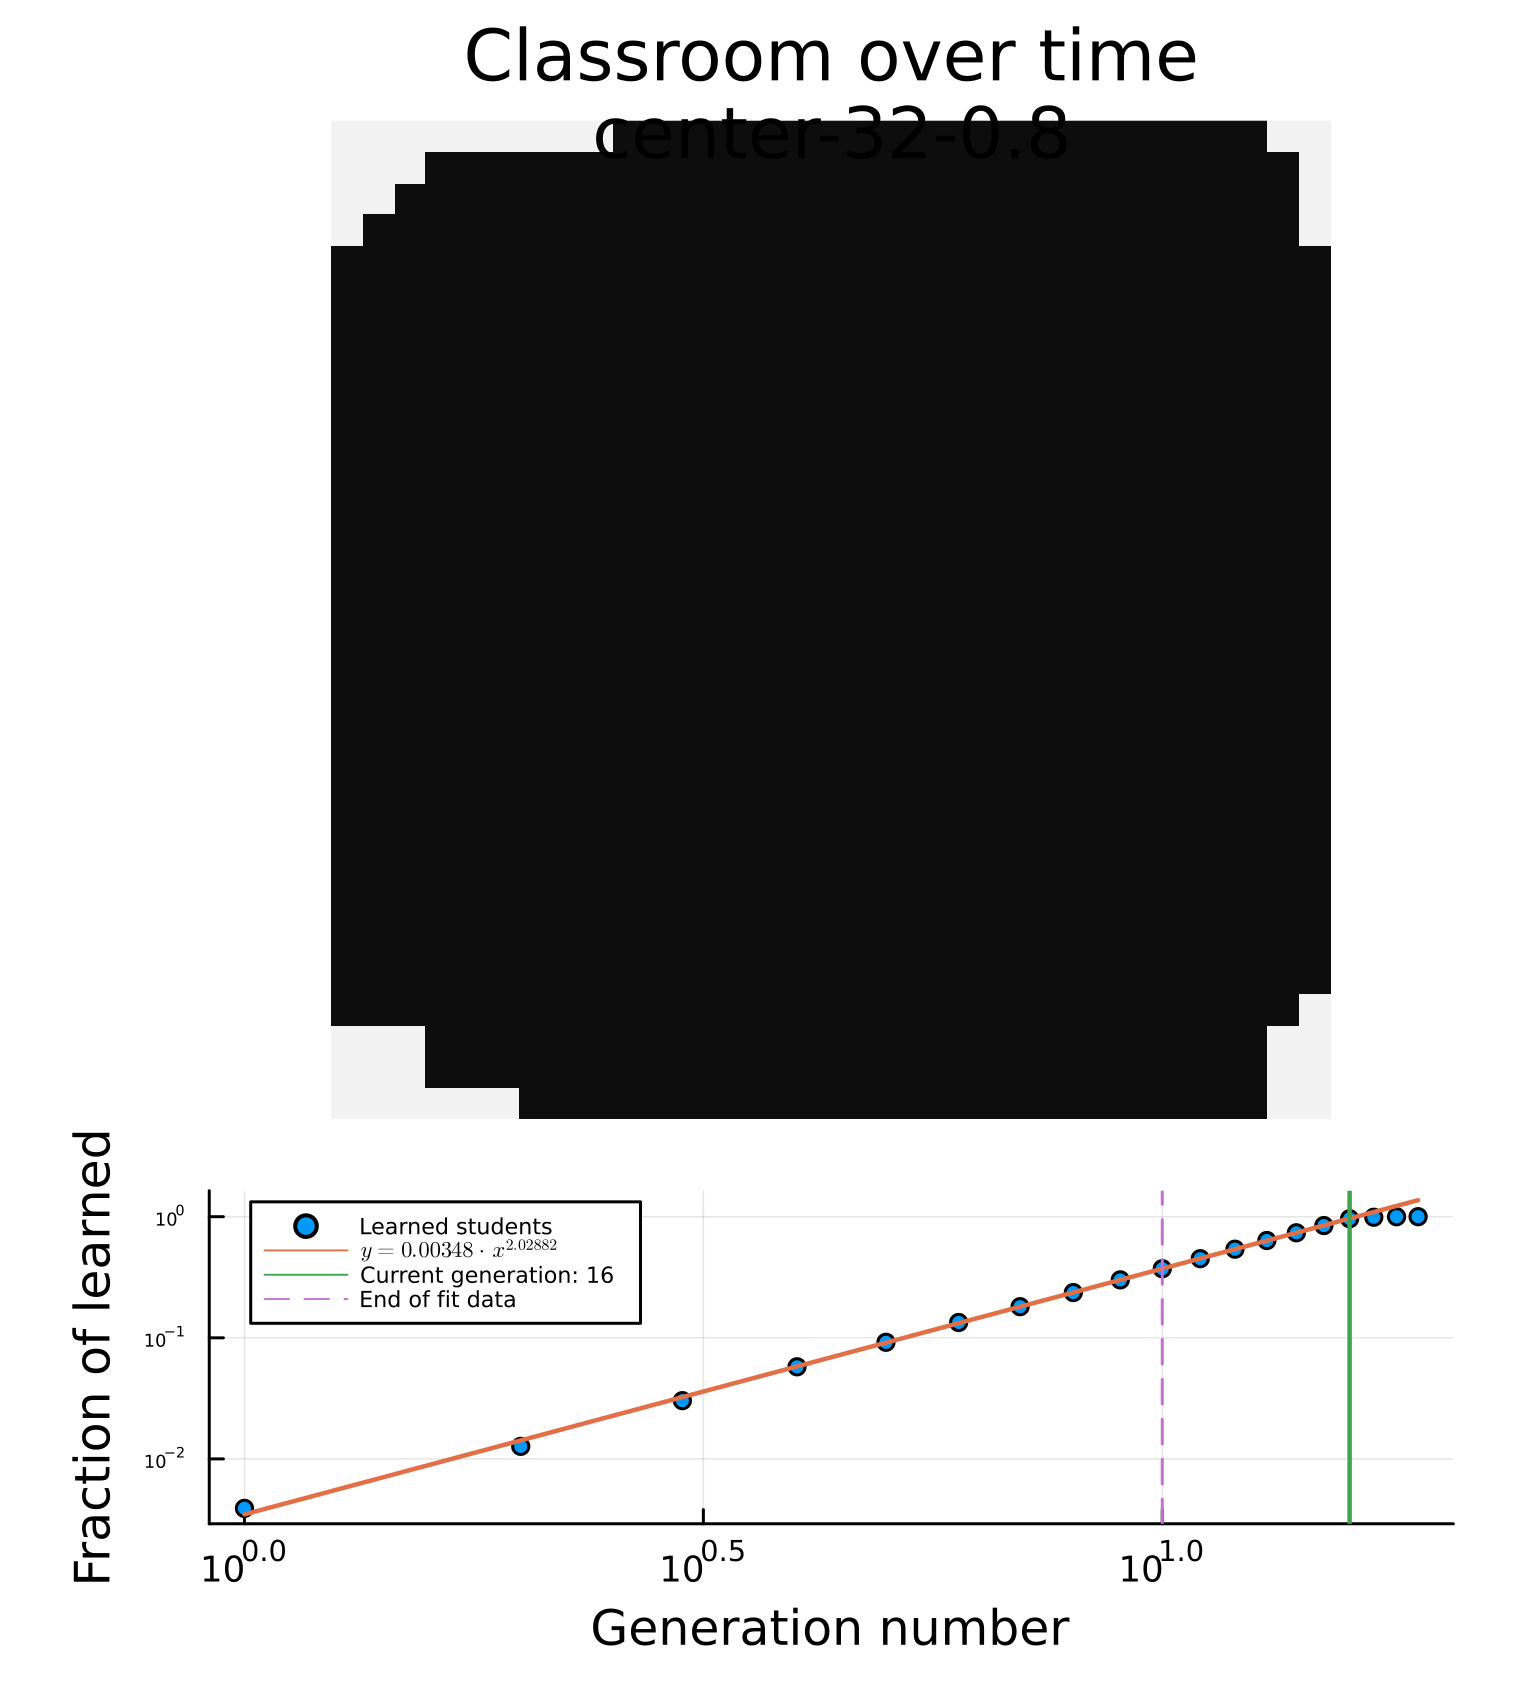 Classroom over time
center-32-0.8
Fraction of learned
10⁰
10⁻¹
10⁻²
Learned students
y = 0.00348 · x^2.02882
Current generation: 16
End of fit data
10^0.0
10^0.5
10^1.0
Generation number